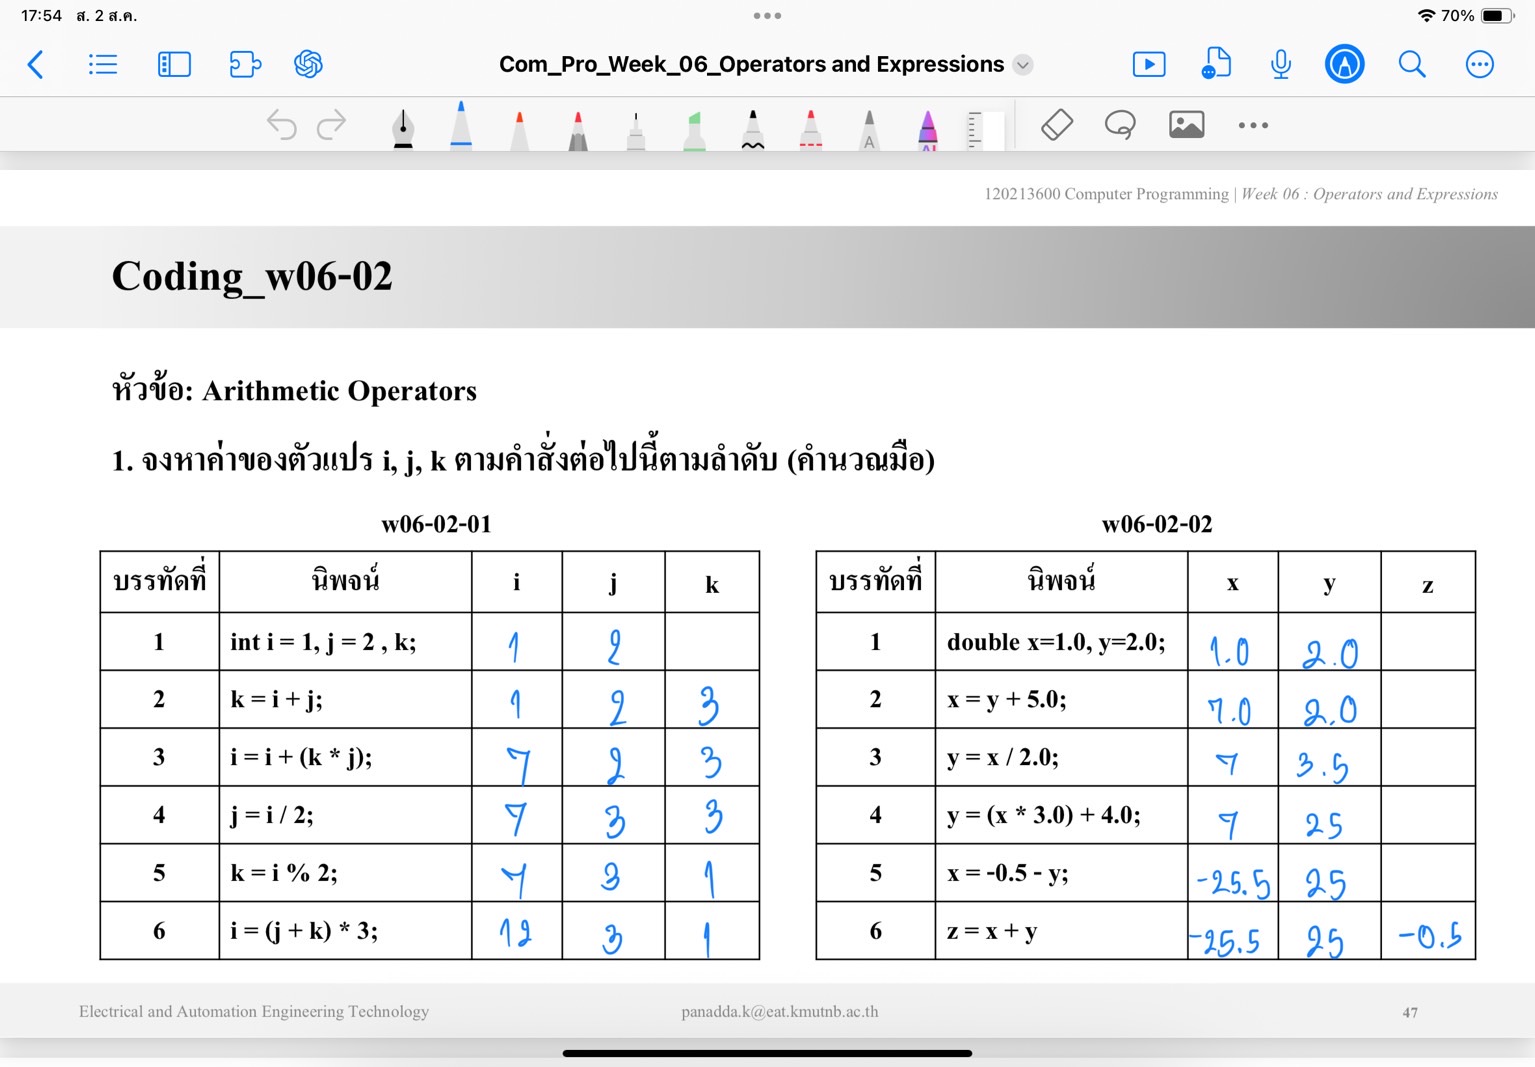 17:54 ส. 2 ส.ค.
70%
Com_Pro_Week_06_Operators and Expressions
A
AI
120213600 Computer Programming | Week 06 : Operators and Expressions
Coding_w06-02
หัวข้อ: Arithmetic Operators
1. จงหาค่าของตัวแปร i, j, k ตามคำสั่งต่อไปนี้ตามลำดับ (คำนวณมือ)
w06-02-01
บรรทัดที่ นิพจน์ i j k
1 int i = 1, j = 2 , k; 1 2
2 k = i + j; 1 2 3
3 i = i + (k * j); 7 2 3
4 j = i / 2; 7 3 3
5 k = i % 2; 7 3 1
6 i = (j + k) * 3; 12 3 1
w06-02-02
บรรทัดที่ นิพจน์ x y z
1 double x=1.0, y=2.0; 1.0 2.0
2 x = y + 5.0; 7.0 2.0
3 y = x / 2.0; 7 3.5
4 y = (x * 3.0) + 4.0; 7 25
5 x = -0.5 - y; -25.5 25
6 z = x + y -25.5 25 -0.5
Electrical and Automation Engineering Technology panadda.k@eat.kmutnb.ac.th 47